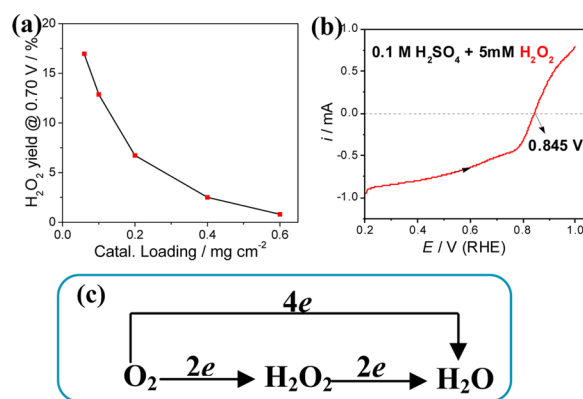 (a)
H₂O₂ yield @ 0.70 V / %
20
15
10
5
0
0.0
0.2
0.4
0.6
Catal. Loading / mg cm⁻²
(b)
0.1 M H₂SO₄ + 5mM H₂O₂
i / mA
1.0
0.5
0.0
-0.5
-1.0
0.845 V
0.2
0.4
0.6
0.8
1.0
E / V (RHE)
(c)
4e
O₂ 2e H₂O₂ 2e H₂O